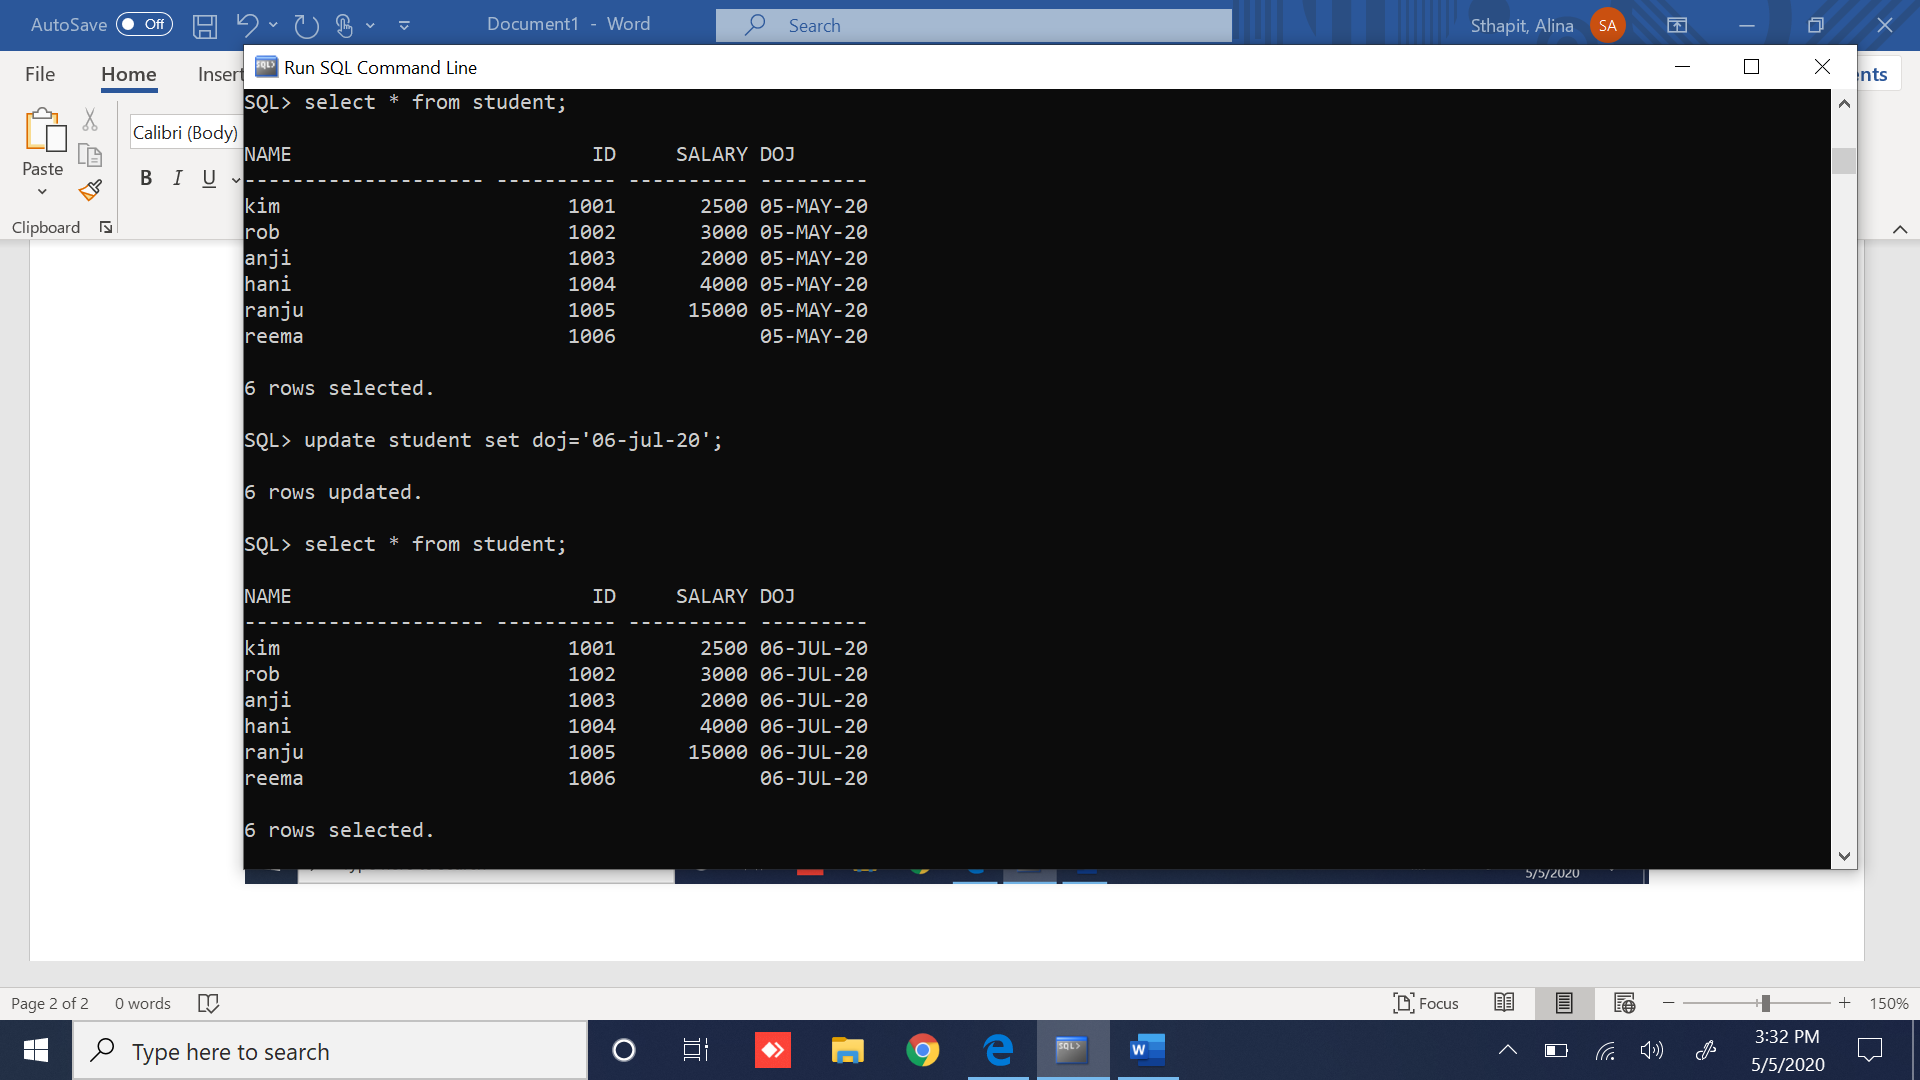 AutoSave Off Document1 - Word Search Sthapit, Alina SA
File Home Insert nts
Run SQL Command Line
Paste
Calibri (Body)
B I U
Clipboard
SQL> select * from student;
NAME ID SALARY DOJ
-------------------- ---------- ---------- ---------
kim 1001 2500 05-MAY-20
rob 1002 3000 05-MAY-20
anji 1003 2000 05-MAY-20
hani 1004 4000 05-MAY-20
ranju 1005 15000 05-MAY-20
reema 1006 05-MAY-20
6 rows selected.
SQL> update student set doj='06-jul-20';
6 rows updated.
SQL> select * from student;
NAME ID SALARY DOJ
-------------------- ---------- ---------- ---------
kim 1001 2500 06-JUL-20
rob 1002 3000 06-JUL-20
anji 1003 2000 06-JUL-20
hani 1004 4000 06-JUL-20
ranju 1005 15000 06-JUL-20
reema 1006 06-JUL-20
6 rows selected.
5/5/2020
Page 2 of 2 0 words Focus 150%
Type here to search SQL> W 3:32 PM
5/5/2020